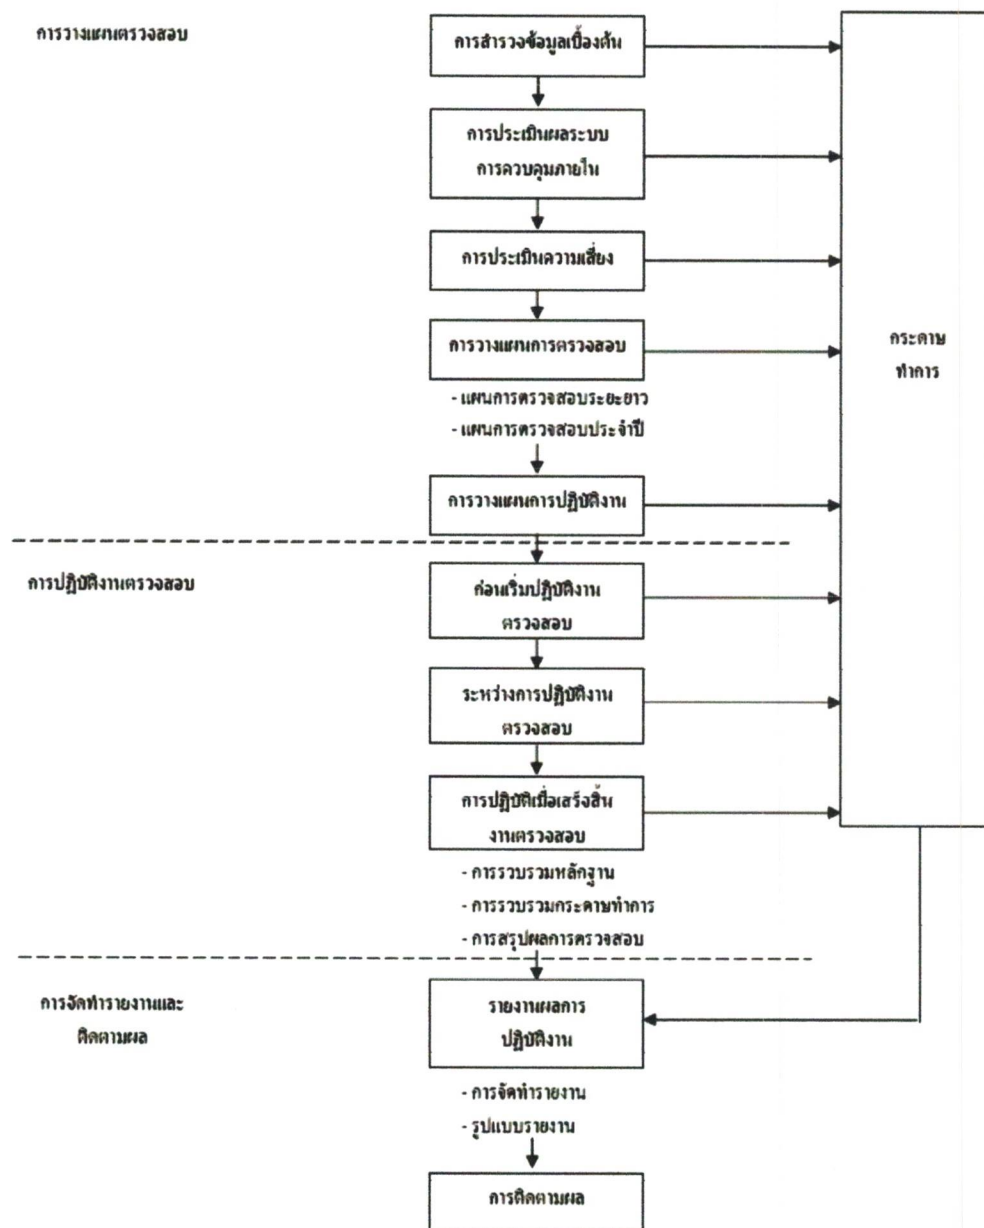 การวางแผนตรวจสอบ
การสำรวจข้อมูลเบื้องต้น
การประเมินผลระบบ
การควบคุมภายใน
การประเมินความเสี่ยง
การวางแผนการตรวจสอบ
- แผนการตรวจสอบระยะยาว
- แผนการตรวจสอบประจำปี
การวางแผนการปฏิบัติงาน
กระดาษ
ทำการ
การปฏิบัติงานตรวจสอบ
ก่อนเริ่มปฏิบัติงาน
ตรวจสอบ
ระหว่างการปฏิบัติงาน
ตรวจสอบ
การปฏิบัติเมื่อเสร็จสิ้น
งานตรวจสอบ
- การรวบรวมหลักฐาน
- การรวบรวมกระดาษทำการ
- การสรุปผลการตรวจสอบ
การจัดทำรายงานและ
ติดตามผล
รายงานผลการ
ปฏิบัติงาน
- การจัดทำรายงาน
- รูปแบบรายงาน
การติดตามผล